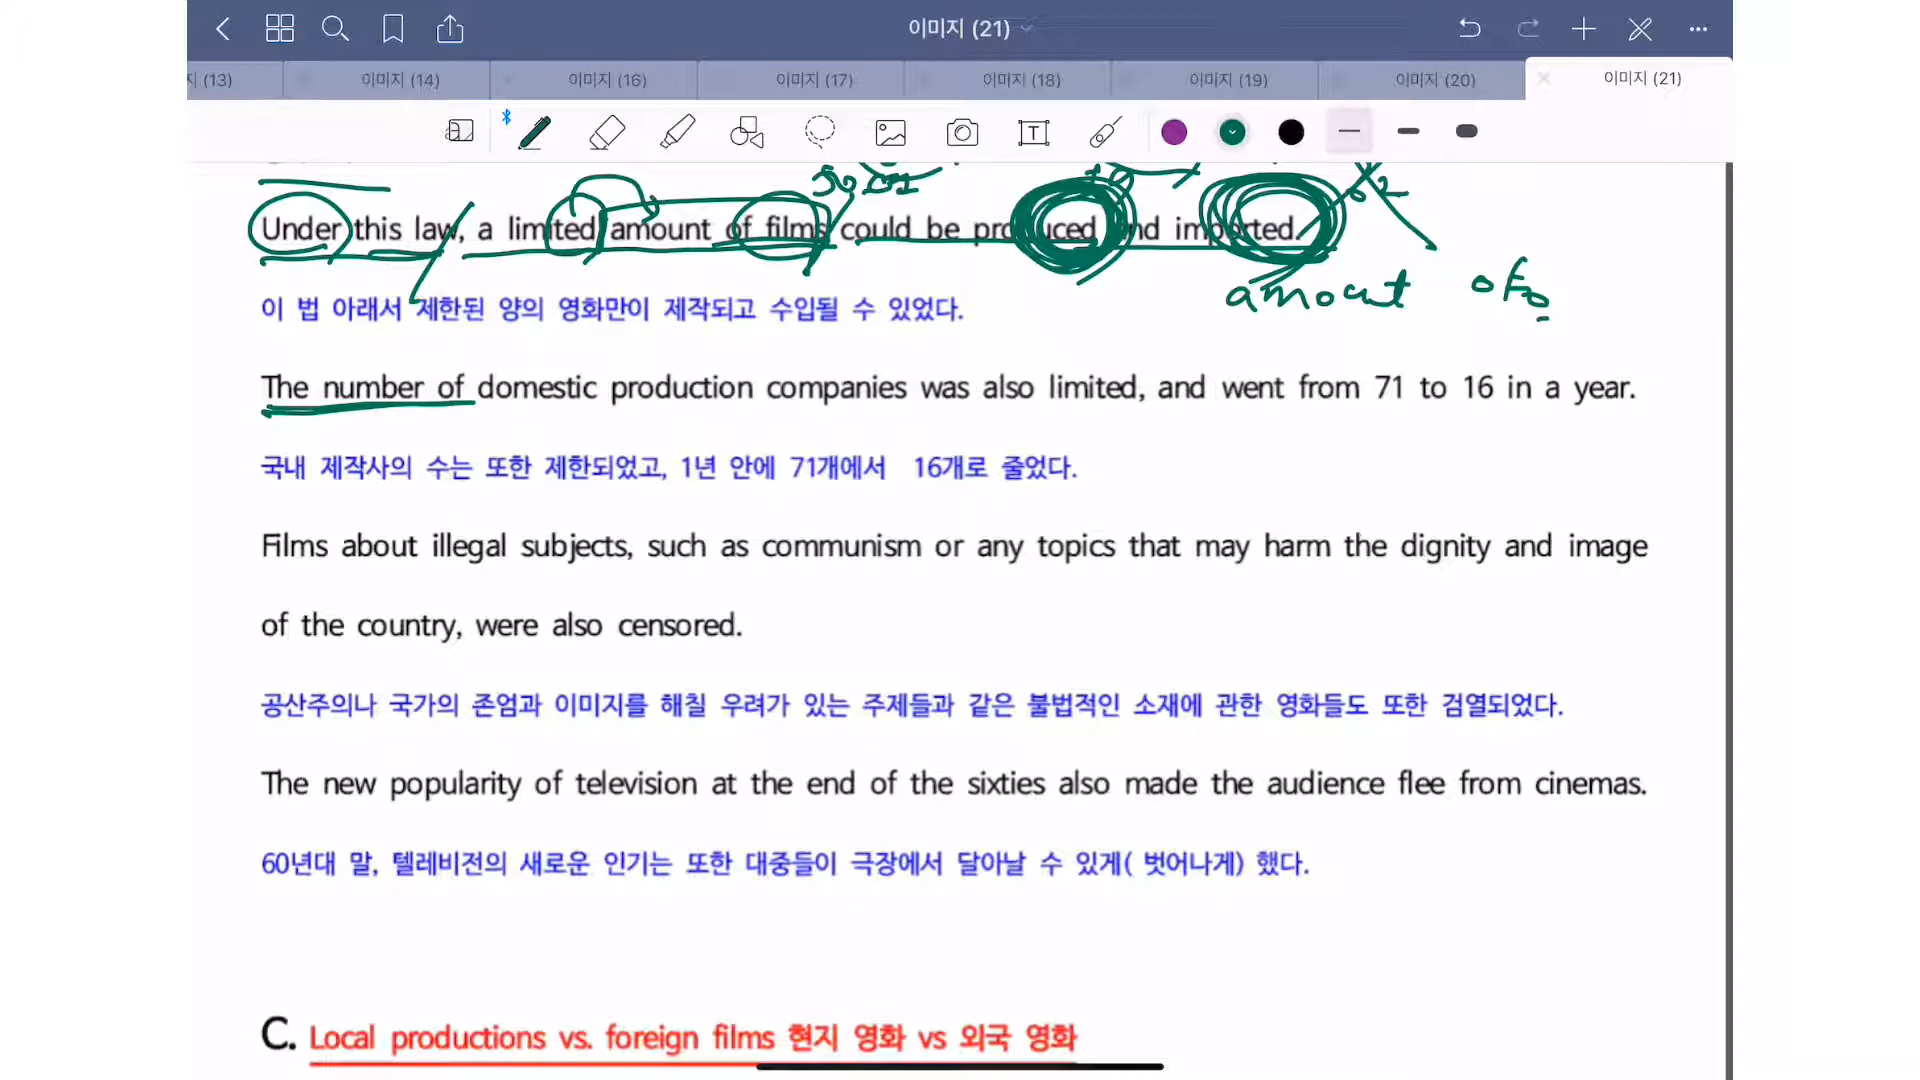 이미지 (21)
(13) 이미지 (14) 이미지 (16) 이미지 (17) 이미지 (18) 이미지 (19) 이미지 (20) 이미지 (21)
Under this law, a limited amount of films could be produced and imported.
amount of
이 법 아래서 제한된 양의 영화만이 제작되고 수입될 수 있었다.
The number of domestic production companies was also limited, and went from 71 to 16 in a year.
국내 제작사의 수는 또한 제한되었고, 1년 안에 71개에서 16개로 줄었다.
Films about illegal subjects, such as communism or any topics that may harm the dignity and image
of the country, were also censored.
공산주의나 국가의 존엄과 이미지를 해칠 우려가 있는 주제들과 같은 불법적인 소재에 관한 영화들도 또한 검열되었다.
The new popularity of television at the end of the sixties also made the audience flee from cinemas.
60년대 말, 텔레비전의 새로운 인기는 또한 대중들이 극장에서 달아날 수 있게( 벗어나게) 했다.
C. Local productions vs. foreign films 현지 영화 vs 외국 영화